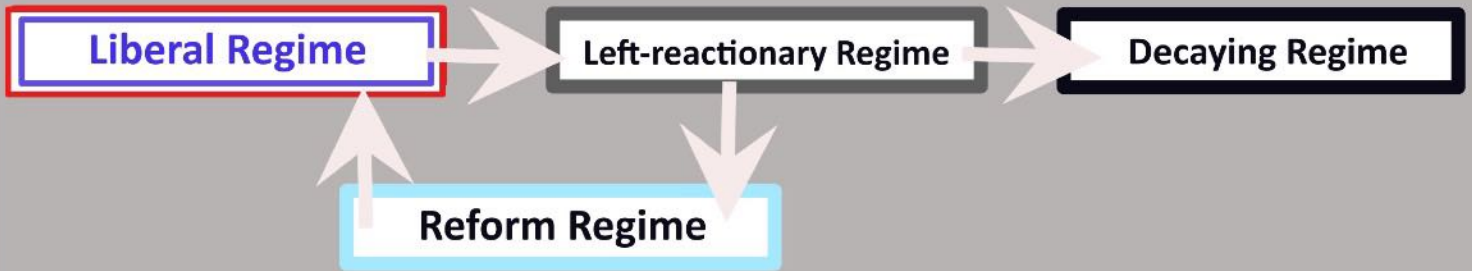 Liberal Regime
Left-reactionary Regime
Decaying Regime
Reform Regime